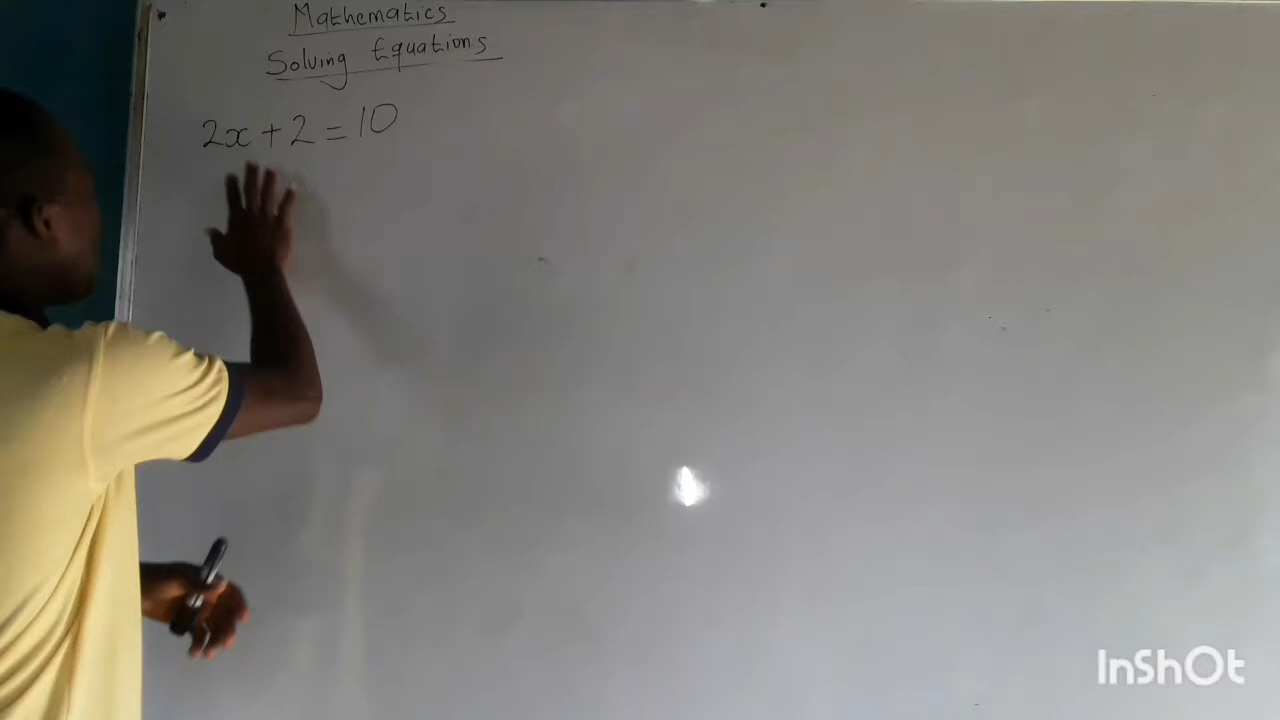 Mathematics
Solving Equations
2x + 2 = 10
InShOt